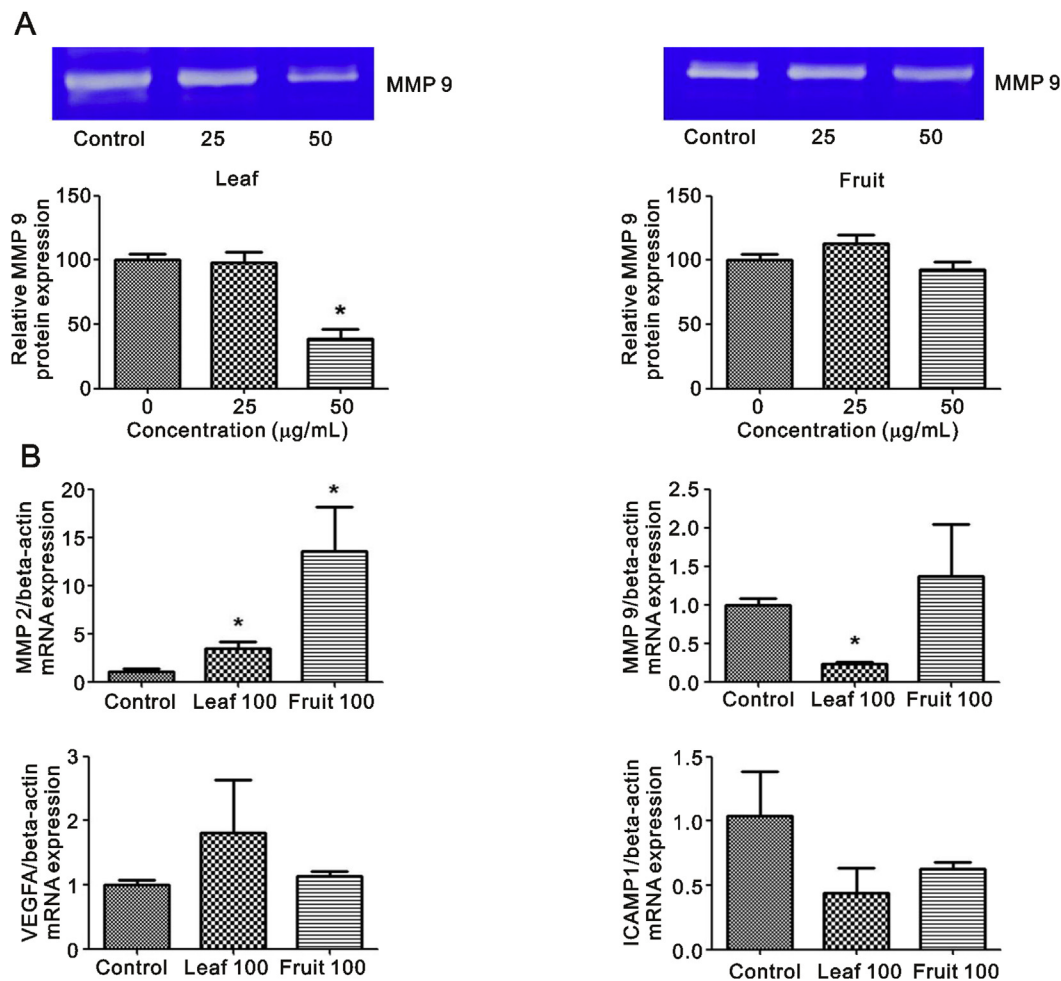 A
MMP 9
Control 25 50
MMP 9
Control 25 50
Leaf
Relative MMP 9
protein expression
150
100
50
0
*
0 25 50
Concentration (μg/mL)
Fruit
Relative MMP 9
protein expression
150
100
50
0
0 25 50
Concentration (μg/mL)
B
MMP 2/beta-actin
mRNA expression
20
15
10
5
0
*
*
Control Leaf 100 Fruit 100
MMP 9/beta-actin
mRNA expression
2.5
2.0
1.5
1.0
0.5
0.0
*
Control Leaf 100 Fruit 100
VEGFA/beta-actin
mRNA expression
3
2
1
0
Control Leaf 100 Fruit 100
ICAMP1/beta-actin
mRNA expression
1.5
1.0
0.5
0.0
Control Leaf 100 Fruit 100